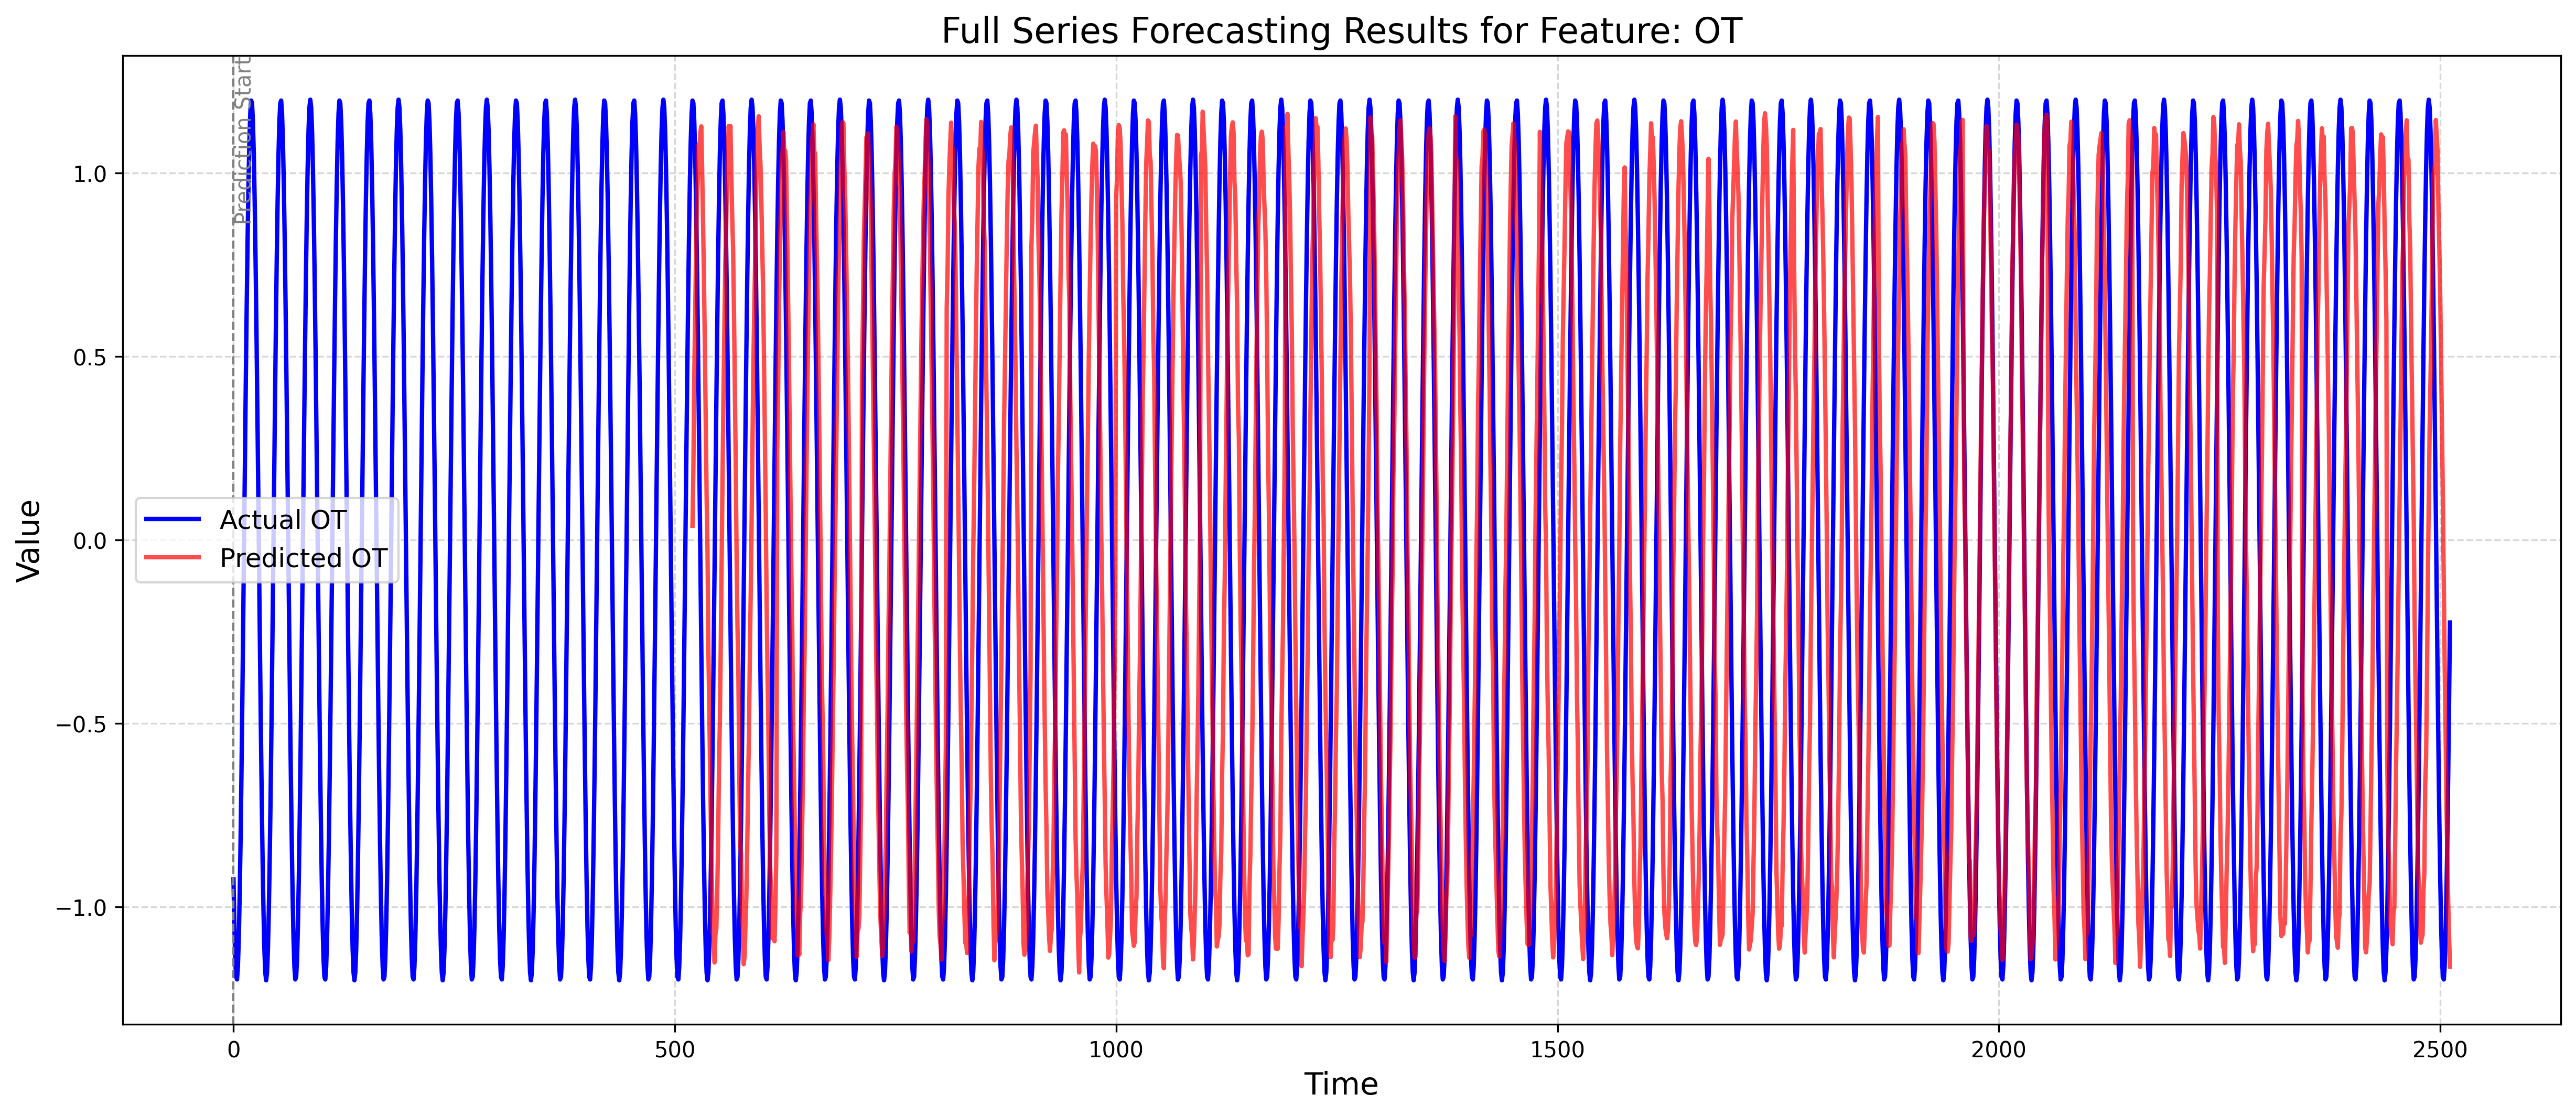 Full Series Forecasting Results for Feature: OT
Prediction Start
Value
1.0
0.5
0.0
−0.5
−1.0
Actual OT
Predicted OT
0 500 1000 1500 2000 2500
Time